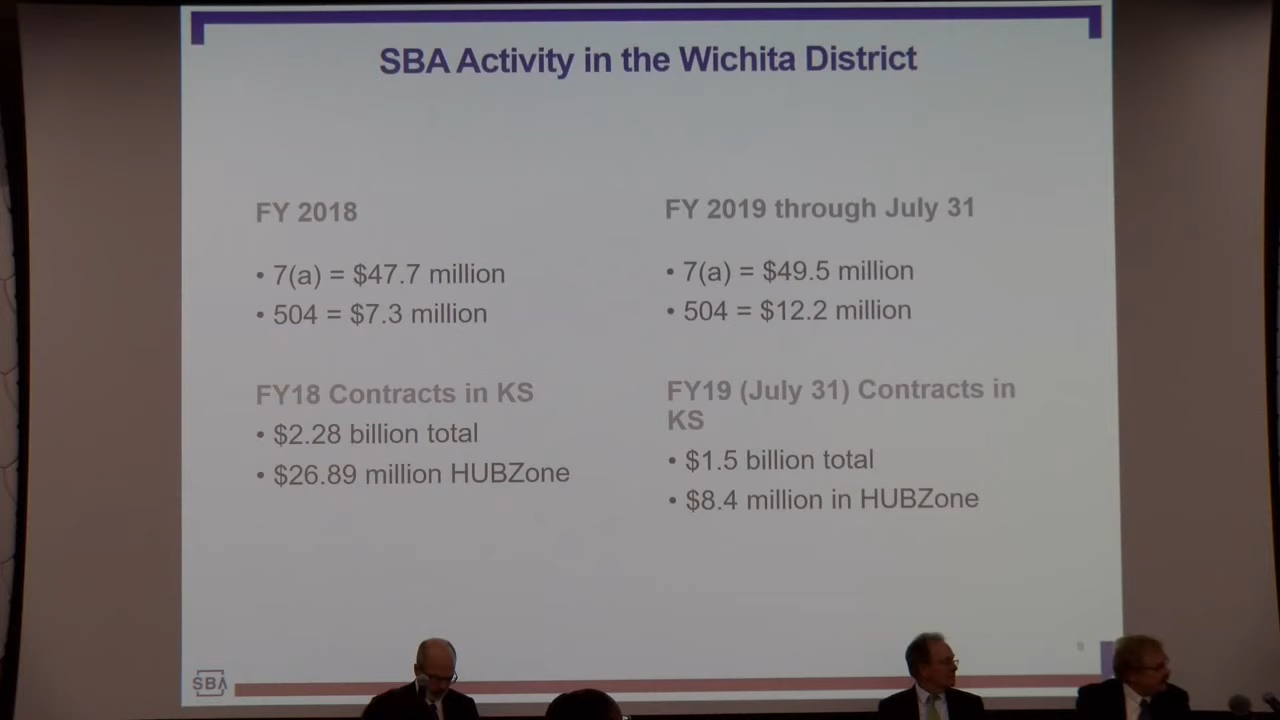 SBA Activity in the Wichita District
FY 2018
• 7(a) = $47.7 million
• 504 = $7.3 million
FY18 Contracts in KS
• $2.28 billion total
• $26.89 million HUBZone
FY 2019 through July 31
• 7(a) = $49.5 million
• 504 = $12.2 million
FY19 (July 31) Contracts in
KS
• $1.5 billion total
• $8.4 million in HUBZone
SBA